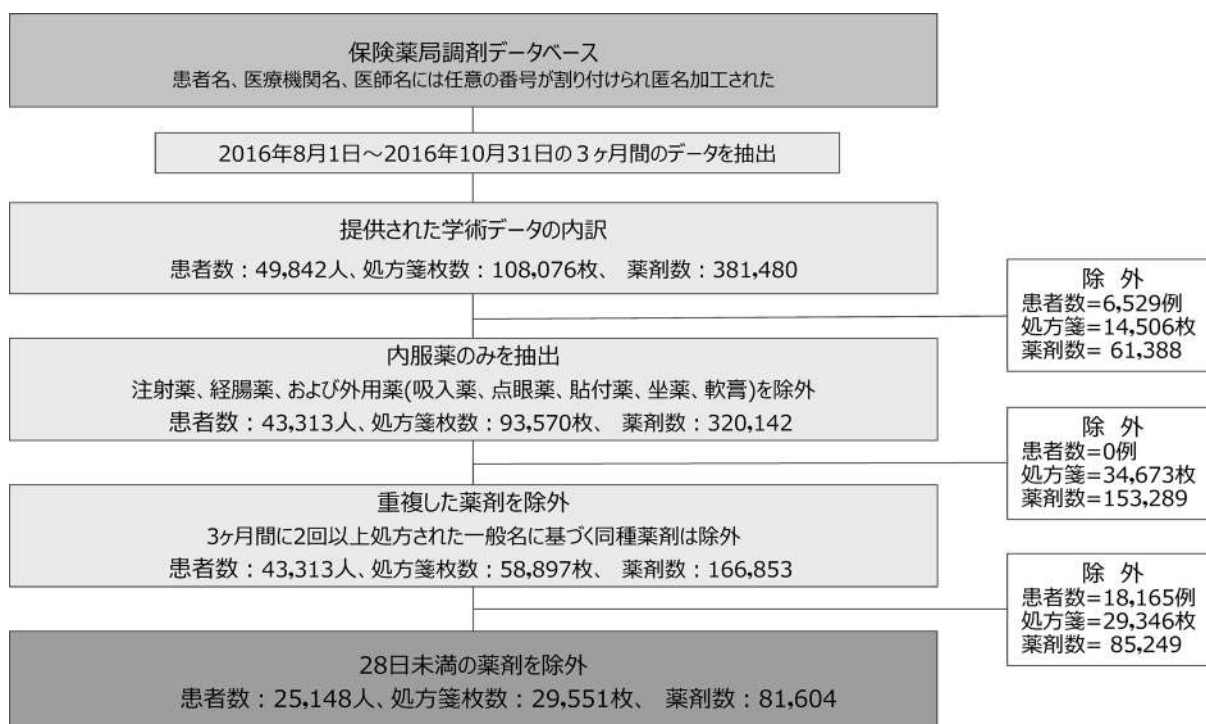 保険薬局調剤データベース
患者名、医療機関名、医師名には任意の番号が割り付けられ匿名加工された
2016年8月1日～2016年10月31日の３ヶ月間のデータを抽出
提供された学術データの内訳
患者数：49,842人、処方箋枚数：108,076枚、 薬剤数：381,480
除 外
患者数=6,529例
処方箋=14,506枚
薬剤数= 61,388
内服薬のみを抽出
注射薬、経腸薬、および外用薬(吸入薬、点眼薬、貼付薬、坐薬、軟膏)を除外
患者数：43,313人、処方箋枚数：93,570枚、 薬剤数：320,142
除 外
患者数=0例
処方箋=34,673枚
薬剤数=153,289
重複した薬剤を除外
3ヶ月間に2回以上処方された一般名に基づく同種薬剤は除外
患者数：43,313人、処方箋枚数：58,897枚、 薬剤数：166,853
除 外
患者数=18,165例
処方箋=29,346枚
薬剤数= 85,249
28日未満の薬剤を除外
患者数：25,148人、処方箋枚数：29,551枚、 薬剤数：81,604